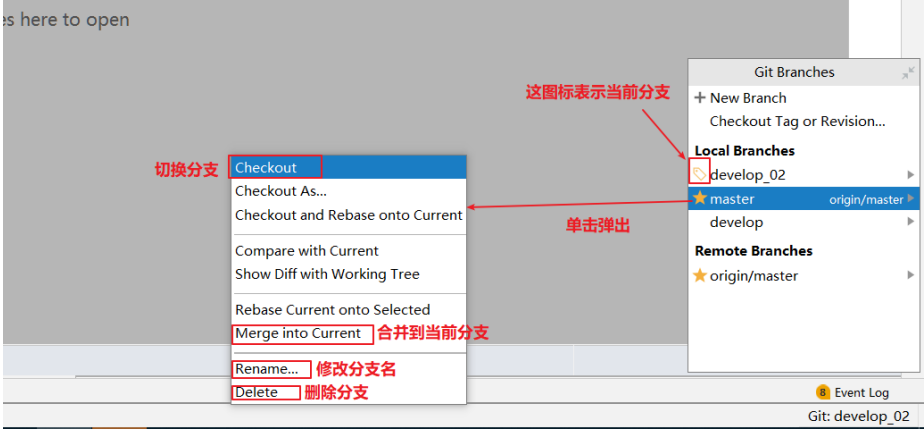 es here to open
Git Branches
这图标表示当前分支
New Branch
Checkout Tag or Revision...
Local Branches
develop_02
master origin/master
develop
Remote Branches
origin/master
单击弹出
切换分支
Checkout
Checkout As...
Checkout and Rebase onto Current
Compare with Current
Show Diff with Working Tree
Rebase Current onto Selected
Merge into Current 合并到当前分支
Rename... 修改分支名
Delete 删除分支
8 Event Log
Git: develop_02